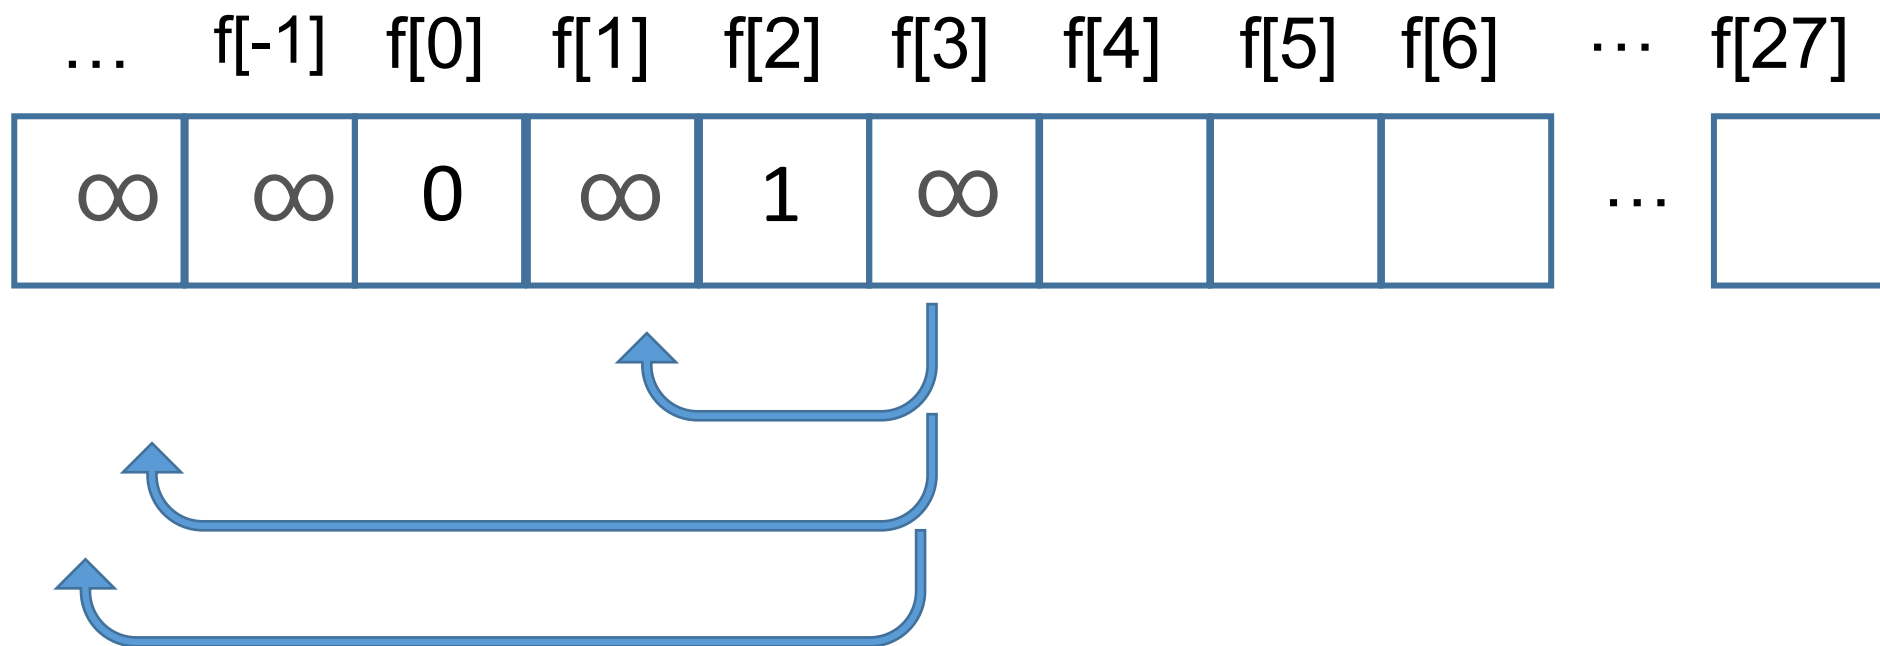 ... f[-1] f[0] f[1] f[2] f[3] f[4] f[5] f[6] ... f[27]
∞ ∞ 0 ∞ 1 ∞ ...